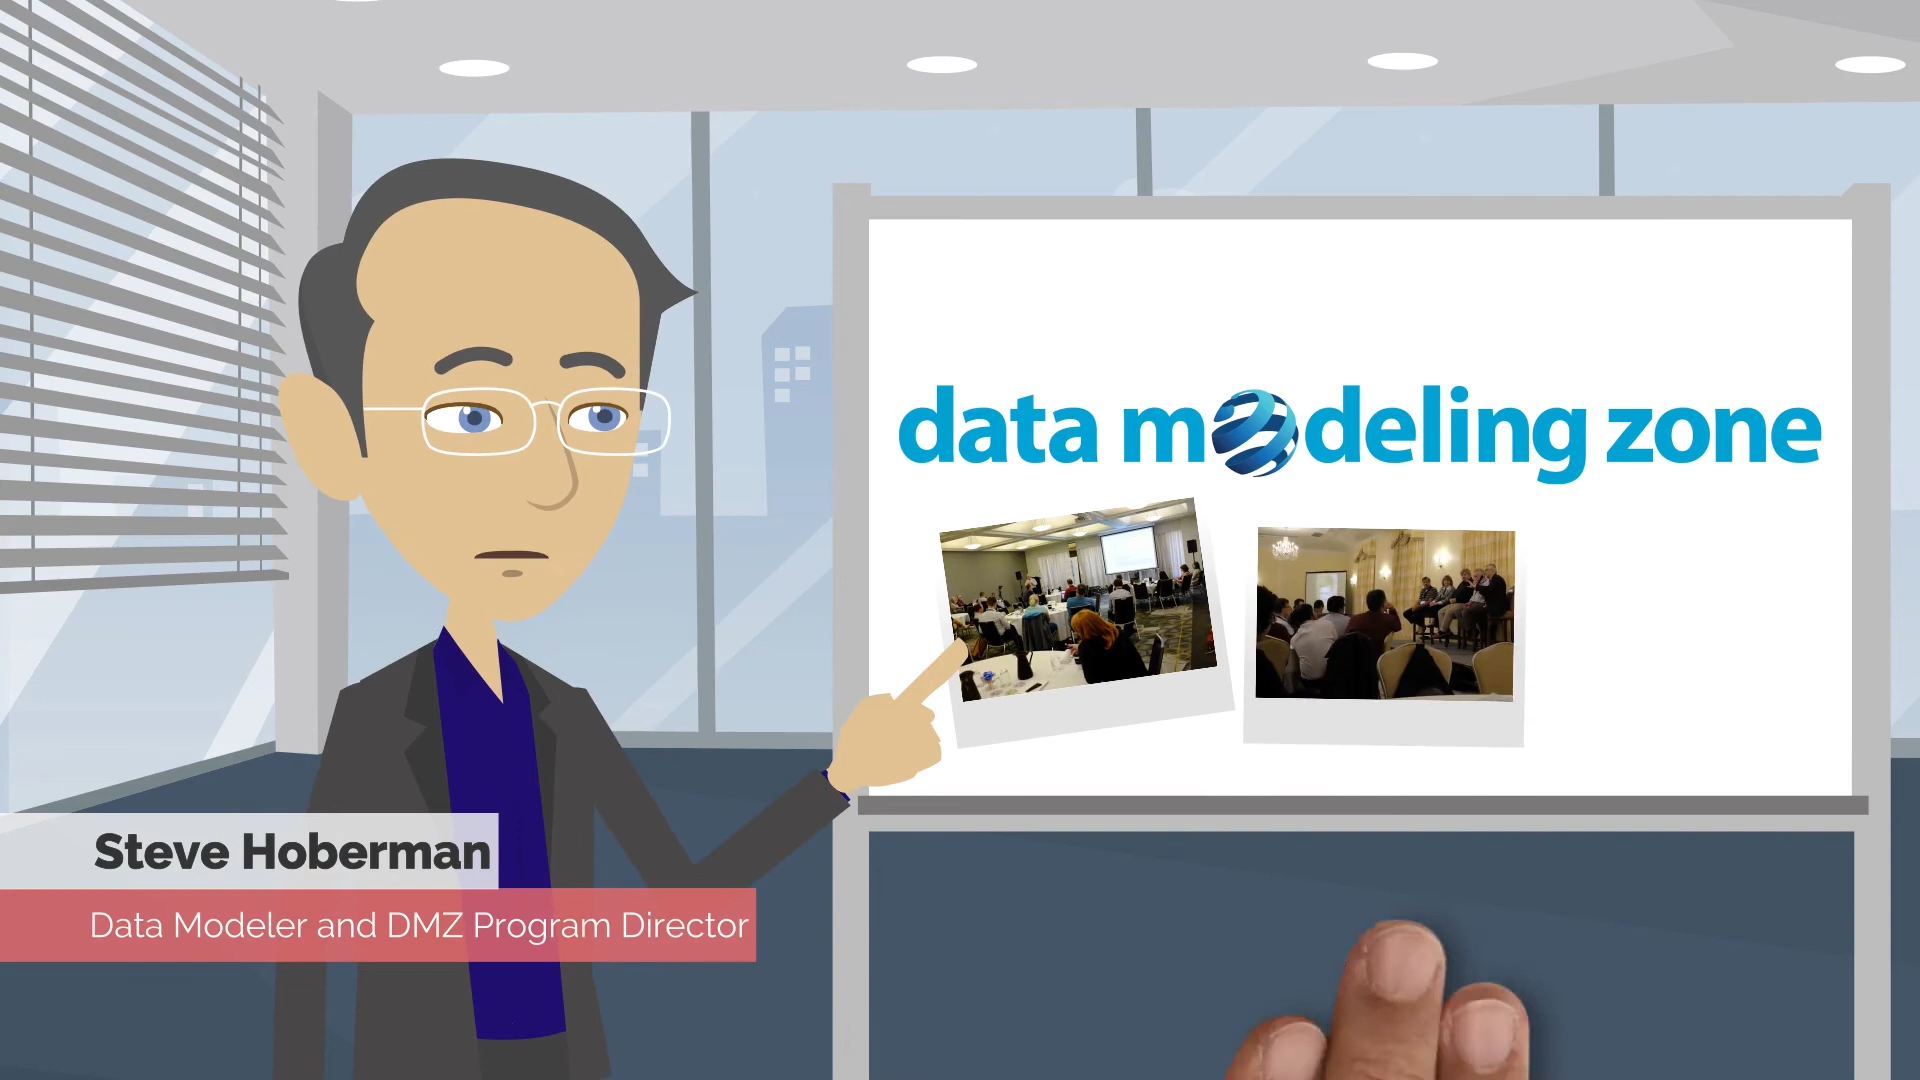 data modeling zone
Steve Hoberman
Data Modeler and DMZ Program Director